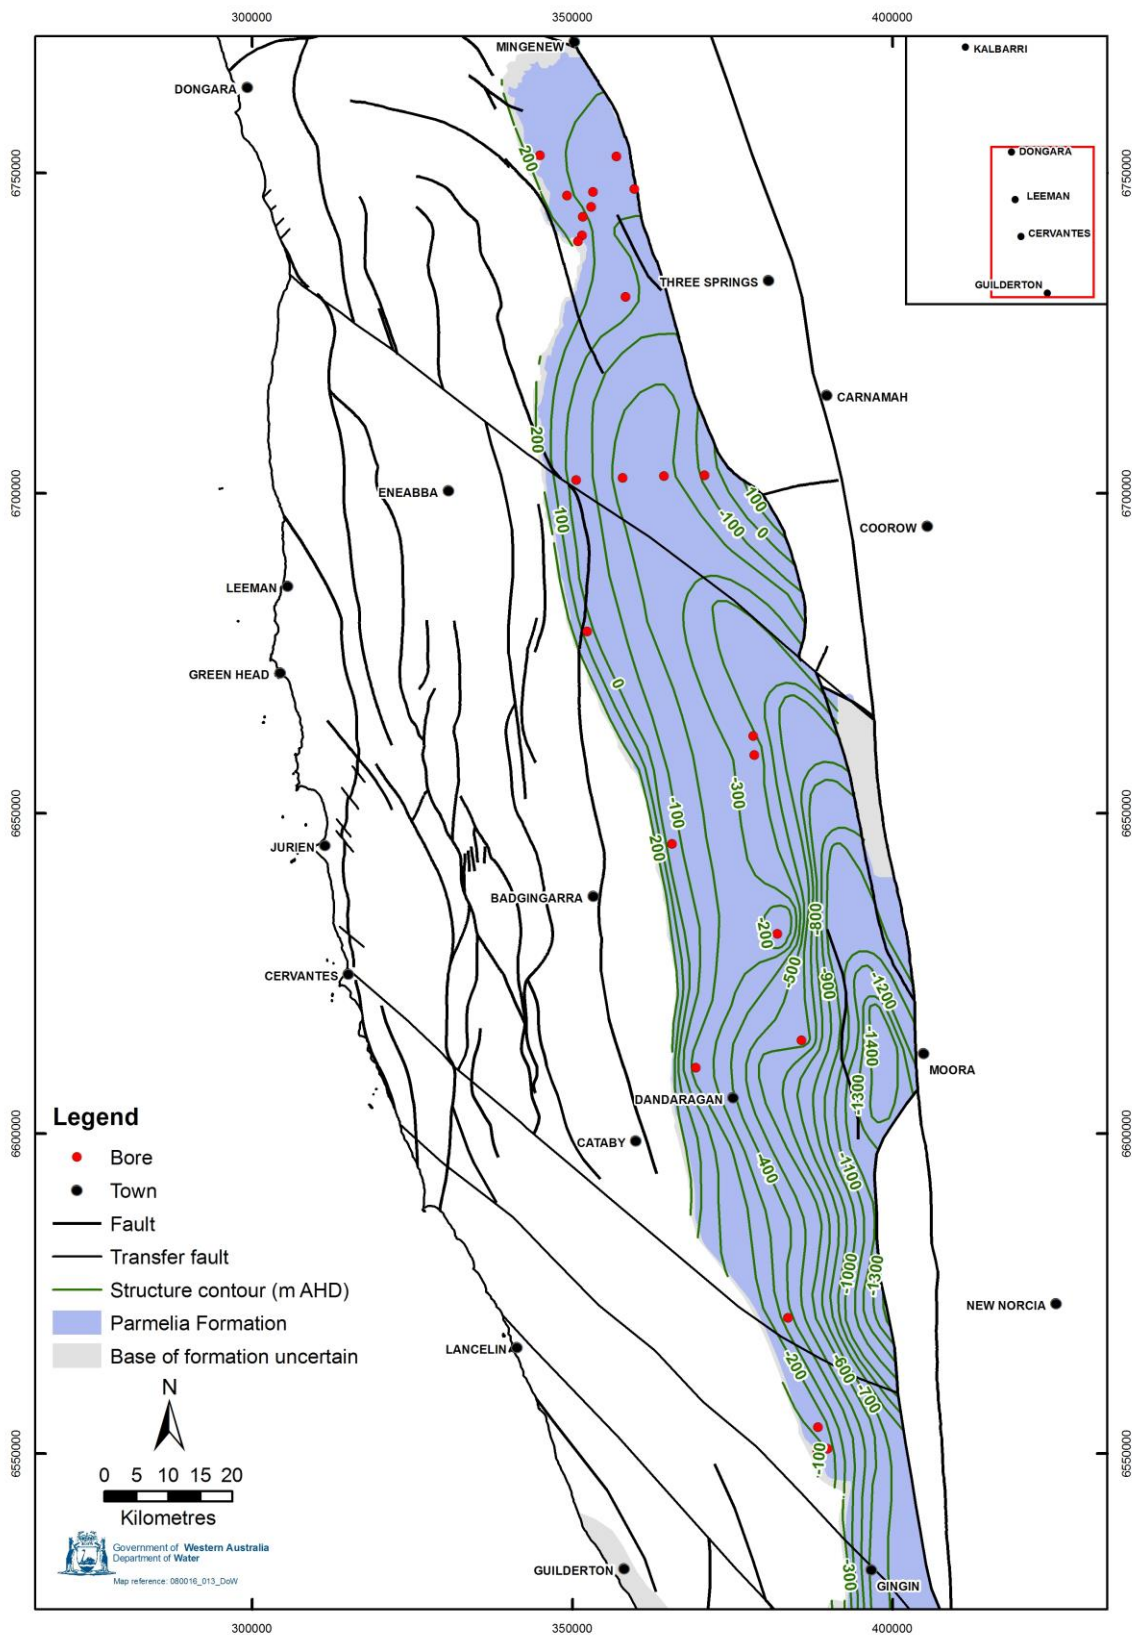 300000
350000
400000
MINGENEW
KALBARRI
DONGARA
DONGARA
6750000
6750000
200
LEEMAN
CERVANTES
THREE SPRINGS
GUILDERTON
CARNAMAH
200
ENEABBA
6700000
6700000
100
100
-100
0
COOROW
LEEMAN
GREEN HEAD
0
-300
-100
6650000
6650000
200
JURIEN
BADGINGARRA
-200
-800
-500
-900
-1200
CERVANTES
-1400
MOORA
-1300
DANDARAGAN
Legend
6600000
6600000
CATABY
Bore
-400
-1100
Town
Fault
Transfer fault
-1000
-1300
Structure contour (m AHD)
NEW NORCIA
Parmelia Formation
LANCELIN
Base of formation uncertain
-200
-600
-700
N
6550000
6550000
-100
0 5 10 15 20
Kilometres
Government of Western Australia
Department of Water
Map reference: 080016_013_DoW
GUILDERTON
-300
GINGIN
300000
350000
400000